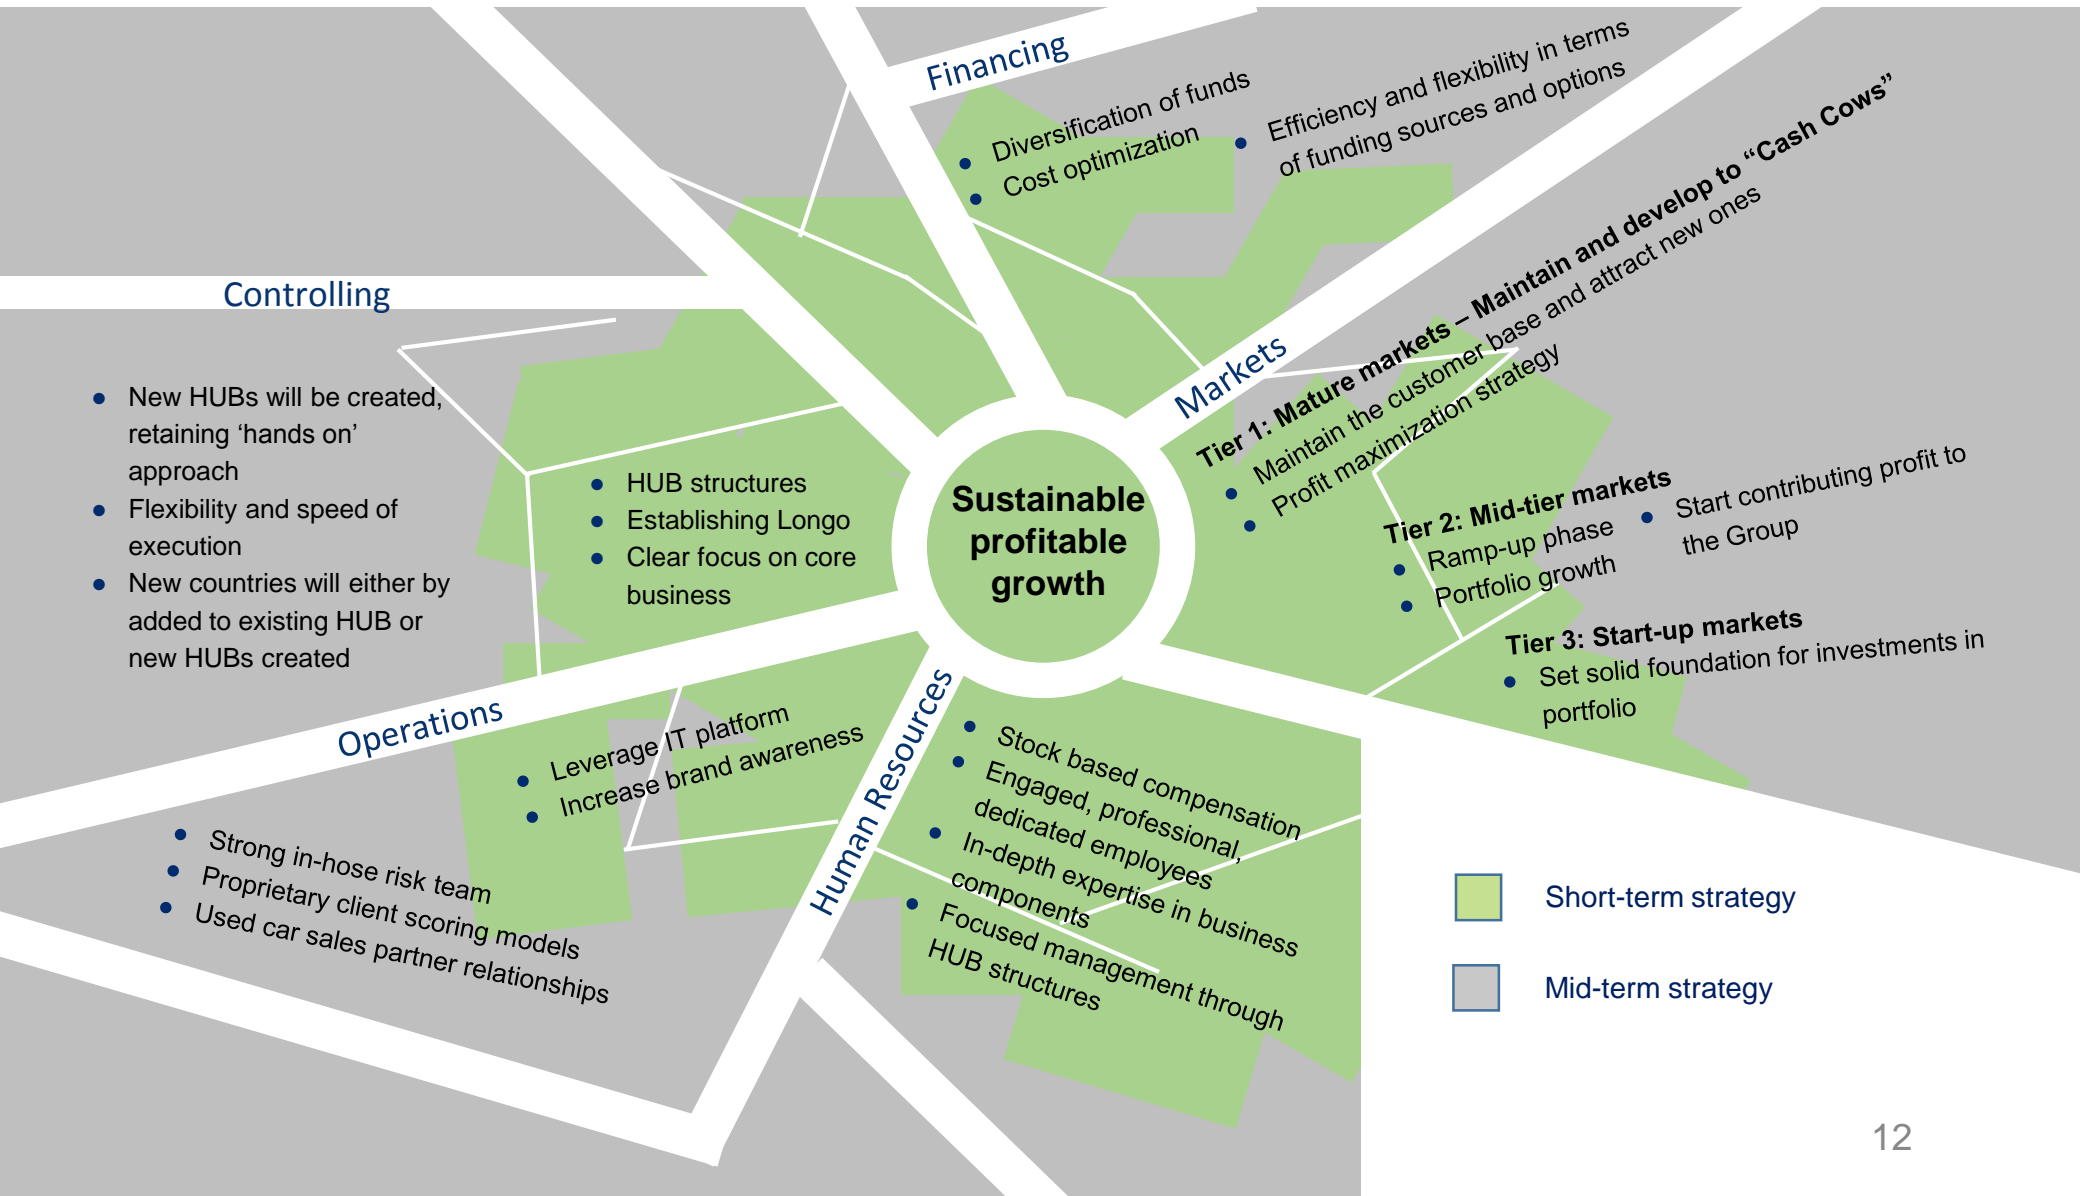 Financing
Diversification of funds
Cost optimization
Efficiency and flexibility in terms
of funding sources and options
Markets
Tier 1: Mature markets – Maintain and develop to “Cash Cows”
Maintain the customer base and attract new ones
Profit maximization strategy
Tier 2: Mid-tier markets
Ramp-up phase
Portfolio growth
Start contributing profit to
the Group
Tier 3: Start-up markets
Set solid foundation for investments in
portfolio
Controlling
New HUBs will be created,
retaining ‘hands on’
approach
Flexibility and speed of
execution
New countries will either by
added to existing HUB or
new HUBs created
HUB structures
Establishing Longo
Clear focus on core
business
Sustainable
profitable
growth
Operations
Leverage IT platform
Increase brand awareness
Strong in-hose risk team
Proprietary client scoring models
Used car sales partner relationships
Human Resources
Stock based compensation
Engaged, professional,
dedicated employees
In-depth expertise in business
components
Focused management through
HUB structures
Short-term strategy
Mid-term strategy
12